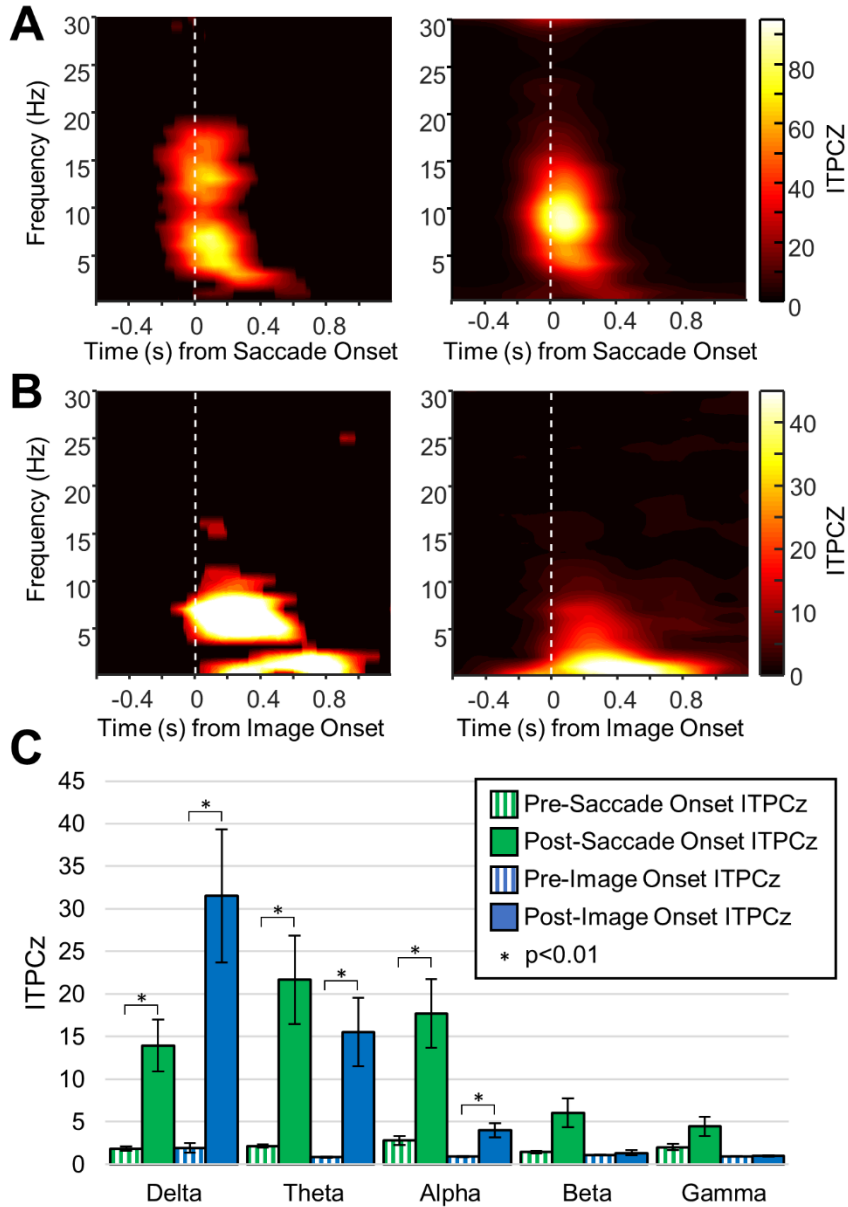 A
Frequency (Hz)
30
25
20
15
10
5
-0.4 0 0.4 0.8
Time (s) from Saccade Onset
30
25
20
15
10
5
-0.4 0 0.4 0.8
Time (s) from Saccade Onset
80
60
40
20
0
ITPCZ
B
Frequency (Hz)
30
25
20
15
10
5
-0.4 0 0.4 0.8
Time (s) from Image Onset
30
25
20
15
10
5
-0.4 0 0.4 0.8
Time (s) from Image Onset
40
30
20
10
0
ITPCZ
C
ITPCz
45
40
35
30
25
20
15
10
5
0
Pre-Saccade Onset ITPCz
Post-Saccade Onset ITPCz
Pre-Image Onset ITPCz
Post-Image Onset ITPCz
* p<0.01
*
*
*
*
*
*
Delta Theta Alpha Beta Gamma